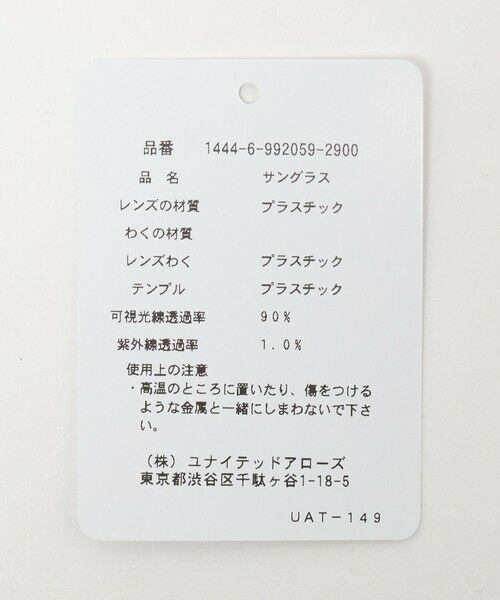 品番 1444-6-992059-2900
品名 サングラス
レンズの材質 プラスチック
わくの材質
レンズわく プラスチック
テンプル プラスチック
可視光線透過率 90%
紫外線透過率 1.0%
使用上の注意
・高温のところに置いたり、傷をつける
ような金属と一緒にしまわないで下さ
い。
(株) ユナイテッドアローズ
東京都渋谷区千駄ヶ谷1-18-5
UAT-149